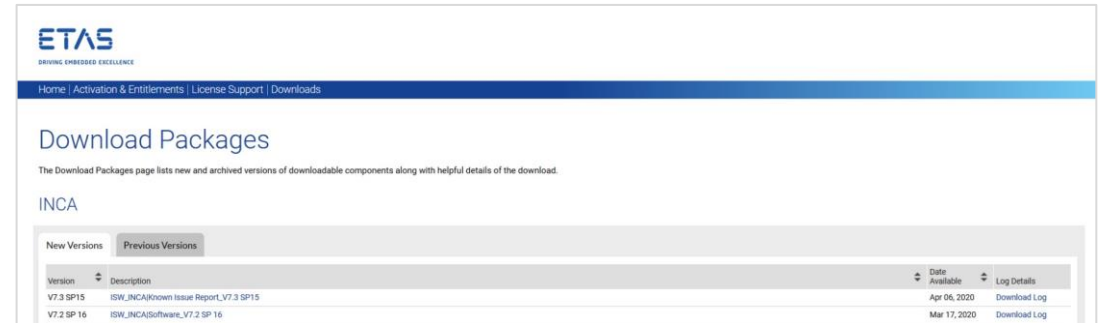 ETAS
DRIVING EMBEDDED EXCELLENCE
Home | Activation & Entitlements | License Support | Downloads
Download Packages
The Download Packages page lists new and archived versions of downloadable components along with helpful details of the download.
INCA
New Versions Previous Versions
Version Description Date Available Log Details
V7.3 SP15 ISW_INCA|Known Issue Report_V7.3 SP15 Apr 06, 2020 Download Log
V7.2 SP 16 ISW_INCA|Software_V7.2 SP 16 Mar 17, 2020 Download Log